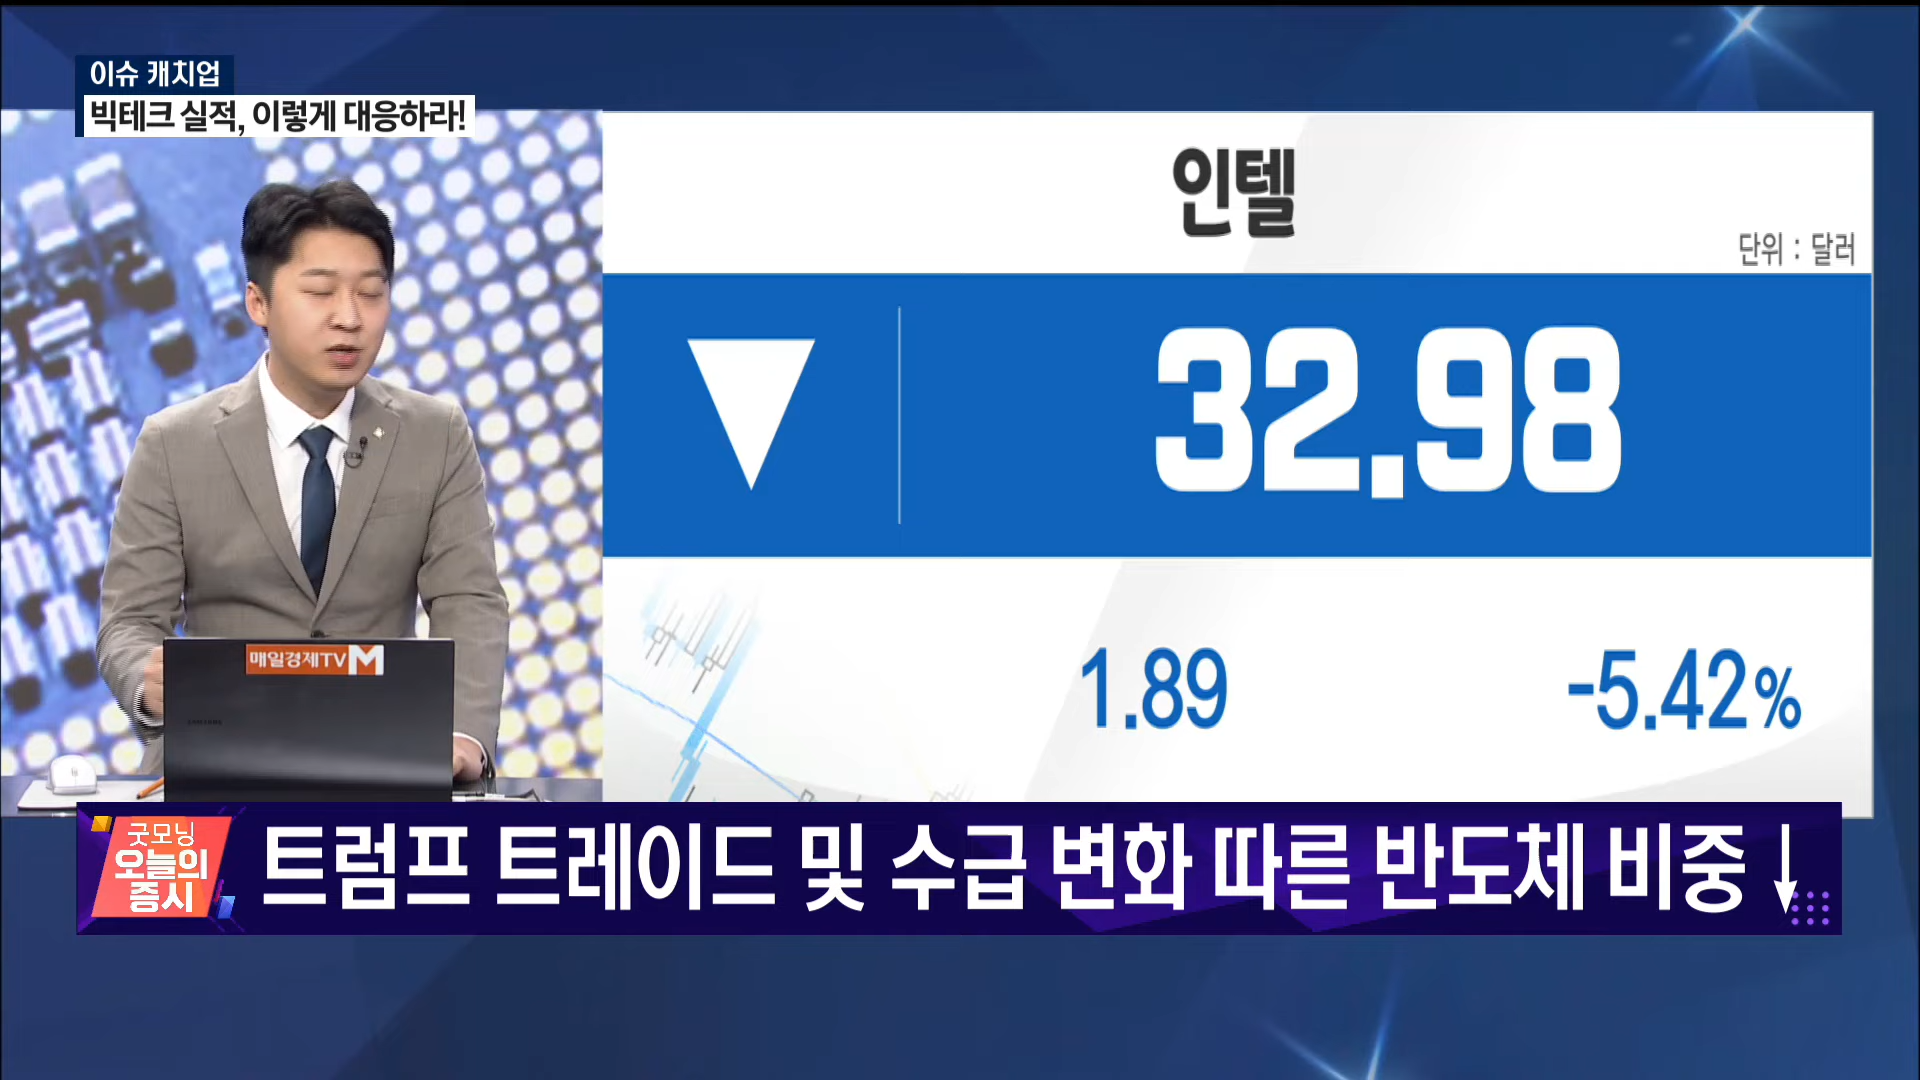 이슈 캐치업
빅테크 실적, 이렇게 대응하라!
인텔
단위 : 달러
▼ 32.98
1.89 -5.42%
매일경제TV M
굿모닝
오늘의
증시
트럼프 트레이드 및 수급 변화 따른 반도체 비중↓